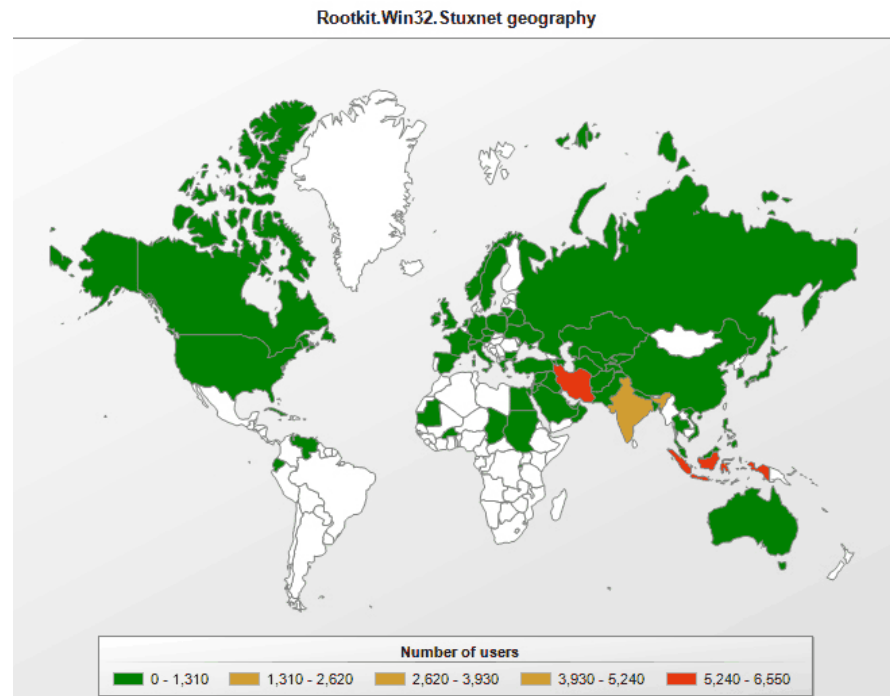 Rootkit.Win32.Stuxnet geography
Number of users
0 - 1,310 1,310 - 2,620 2,620 - 3,930 3,930 - 5,240 5,240 - 6,550